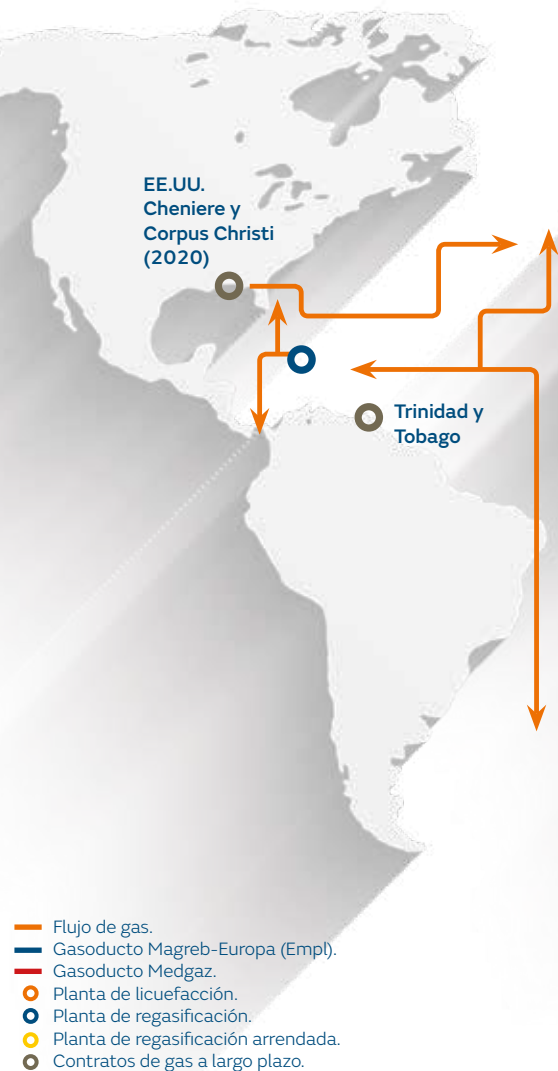 EE.UU.
Cheniere y
Corpus Christi
(2020)
Trinidad y
Tobago
Flujo de gas.
Gasoducto Magreb-Europa (Empl).
Gasoducto Medgaz.
Planta de licuefacción.
Planta de regasificación.
Planta de regasificación arrendada.
Contratos de gas a largo plazo.